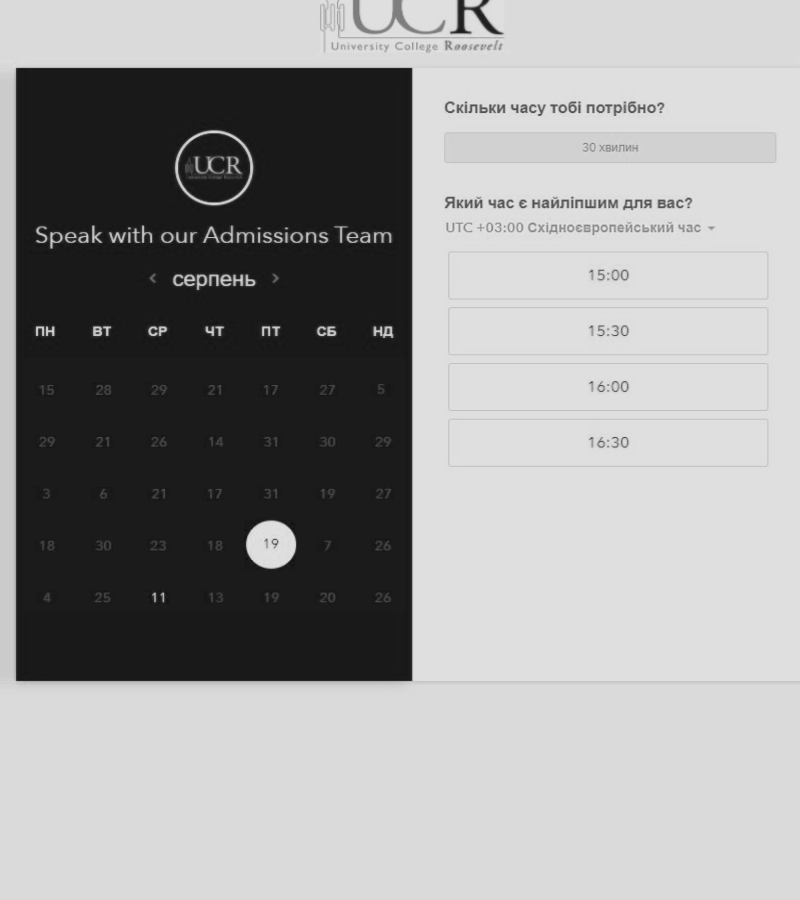 UCR
University College Roosevelt
UCR
Speak with our Admissions Team
серпень
ПН ВТ СР ЧТ ПТ СБ НД
15 28 29 21 17 27 5
29 21 26 14 31 30 29
3 6 21 17 31 19 27
18 30 23 18 19 7 26
4 25 11 13 19 20 26
Скільки часу тобі потрібно?
30 хвилин
Який час є найліпшим для вас?
UTC +03:00 Східноєвропейський час
15:00
15:30
16:00
16:30